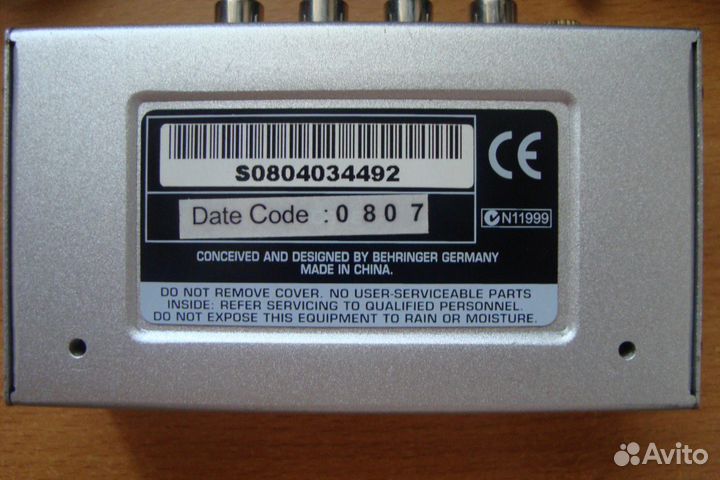 S0804034492
CE
Date Code : 0 8 0 7
N11999
CONCEIVED AND DESIGNED BY BEHRINGER GERMANY
MADE IN CHINA.
DO NOT REMOVE COVER. NO USER-SERVICEABLE PARTS
INSIDE: REFER SERVICING TO QUALIFIED PERSONNEL.
DO NOT EXPOSE THIS EQUIPMENT TO RAIN OR MOISTURE.
Avito